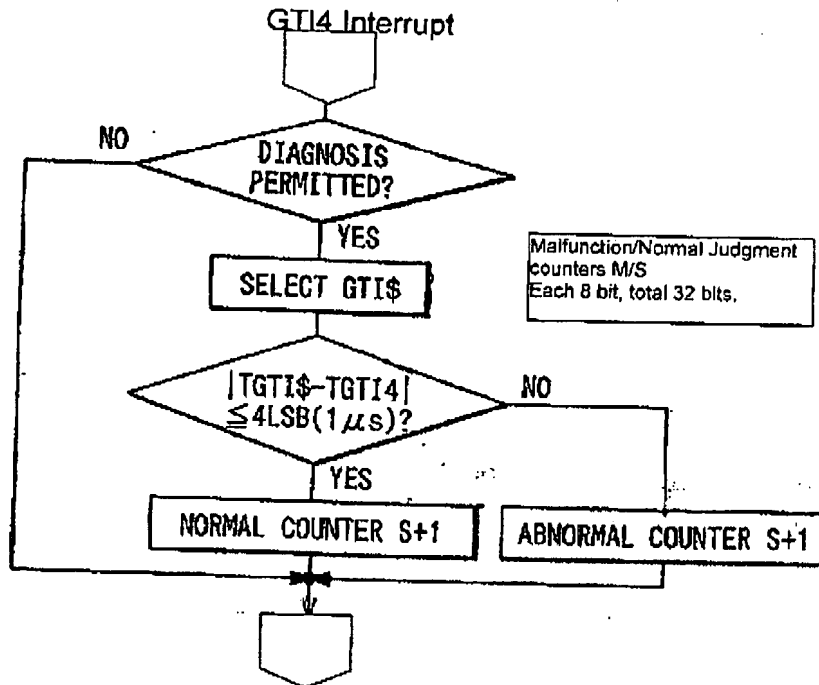 GTI4 Interrupt
NO
DIAGNOSIS
PERMITTED?
YES
SELECT GTI$
Malfunction/Normal Judgment
counters M/S
Each 8 bit, total 32 bits.
|TGTI$-TGTI4|
≦4LSB(1μs)?
NO
YES
NORMAL COUNTER S+1
ABNORMAL COUNTER S+1